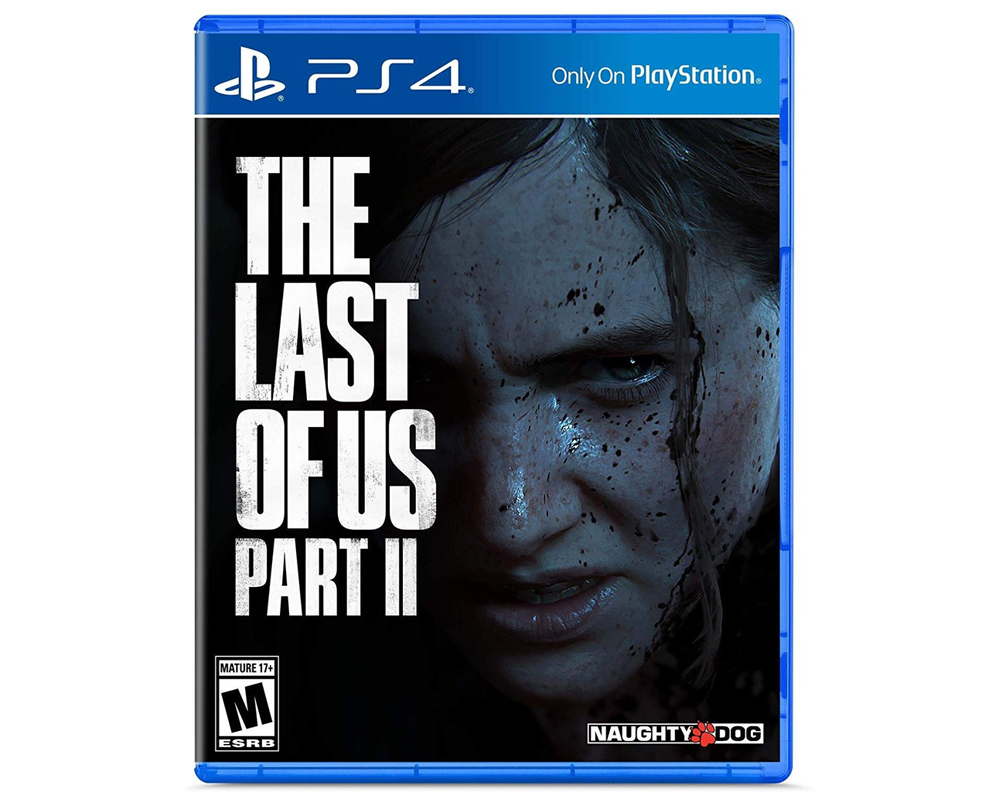 PS4
Only On PlayStation
THE
LAST
OF US
PART II
MATURE 17+
M
ESRB
NAUGHTY DOG